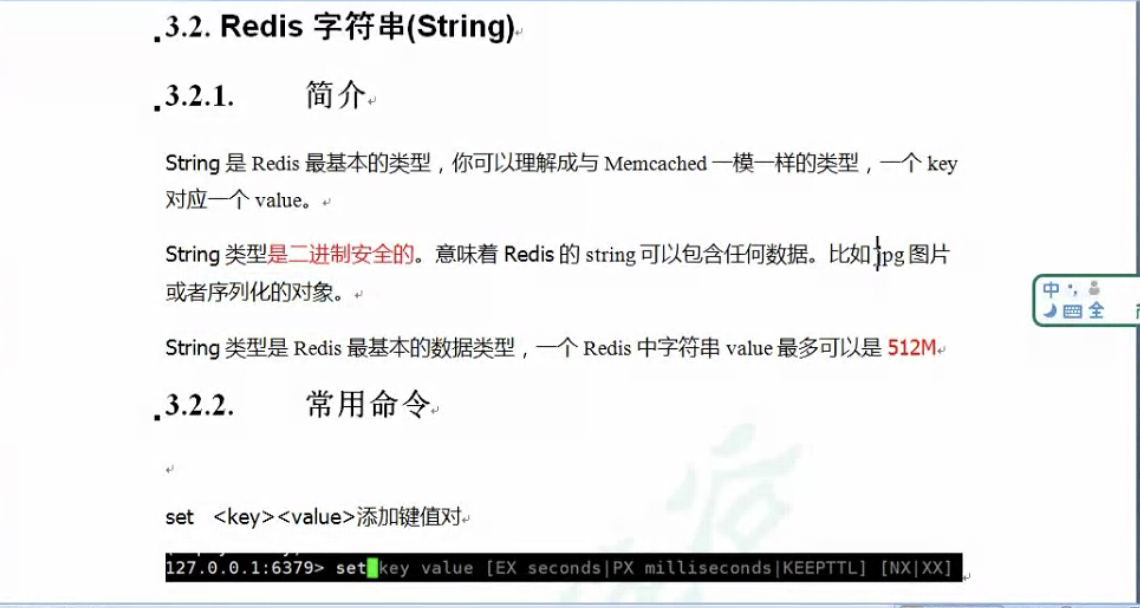 3.2. Redis 字符串(String)
3.2.1. 简介
String 是 Redis 最基本的类型，你可以理解成与 Memcached 一模一样的类型，一个 key
对应一个 value。
String 类型是二进制安全的。意味着 Redis 的 string 可以包含任何数据。比如 jpg 图片
或者序列化的对象。
String 类型是 Redis 最基本的数据类型，一个 Redis 中字符串 value 最多可以是 512M
3.2.2. 常用命令
set <key><value>添加键值对
127.0.0.1:6379> set key value [EX seconds|PX milliseconds|KEEPTTL] [NX|XX]
中
全